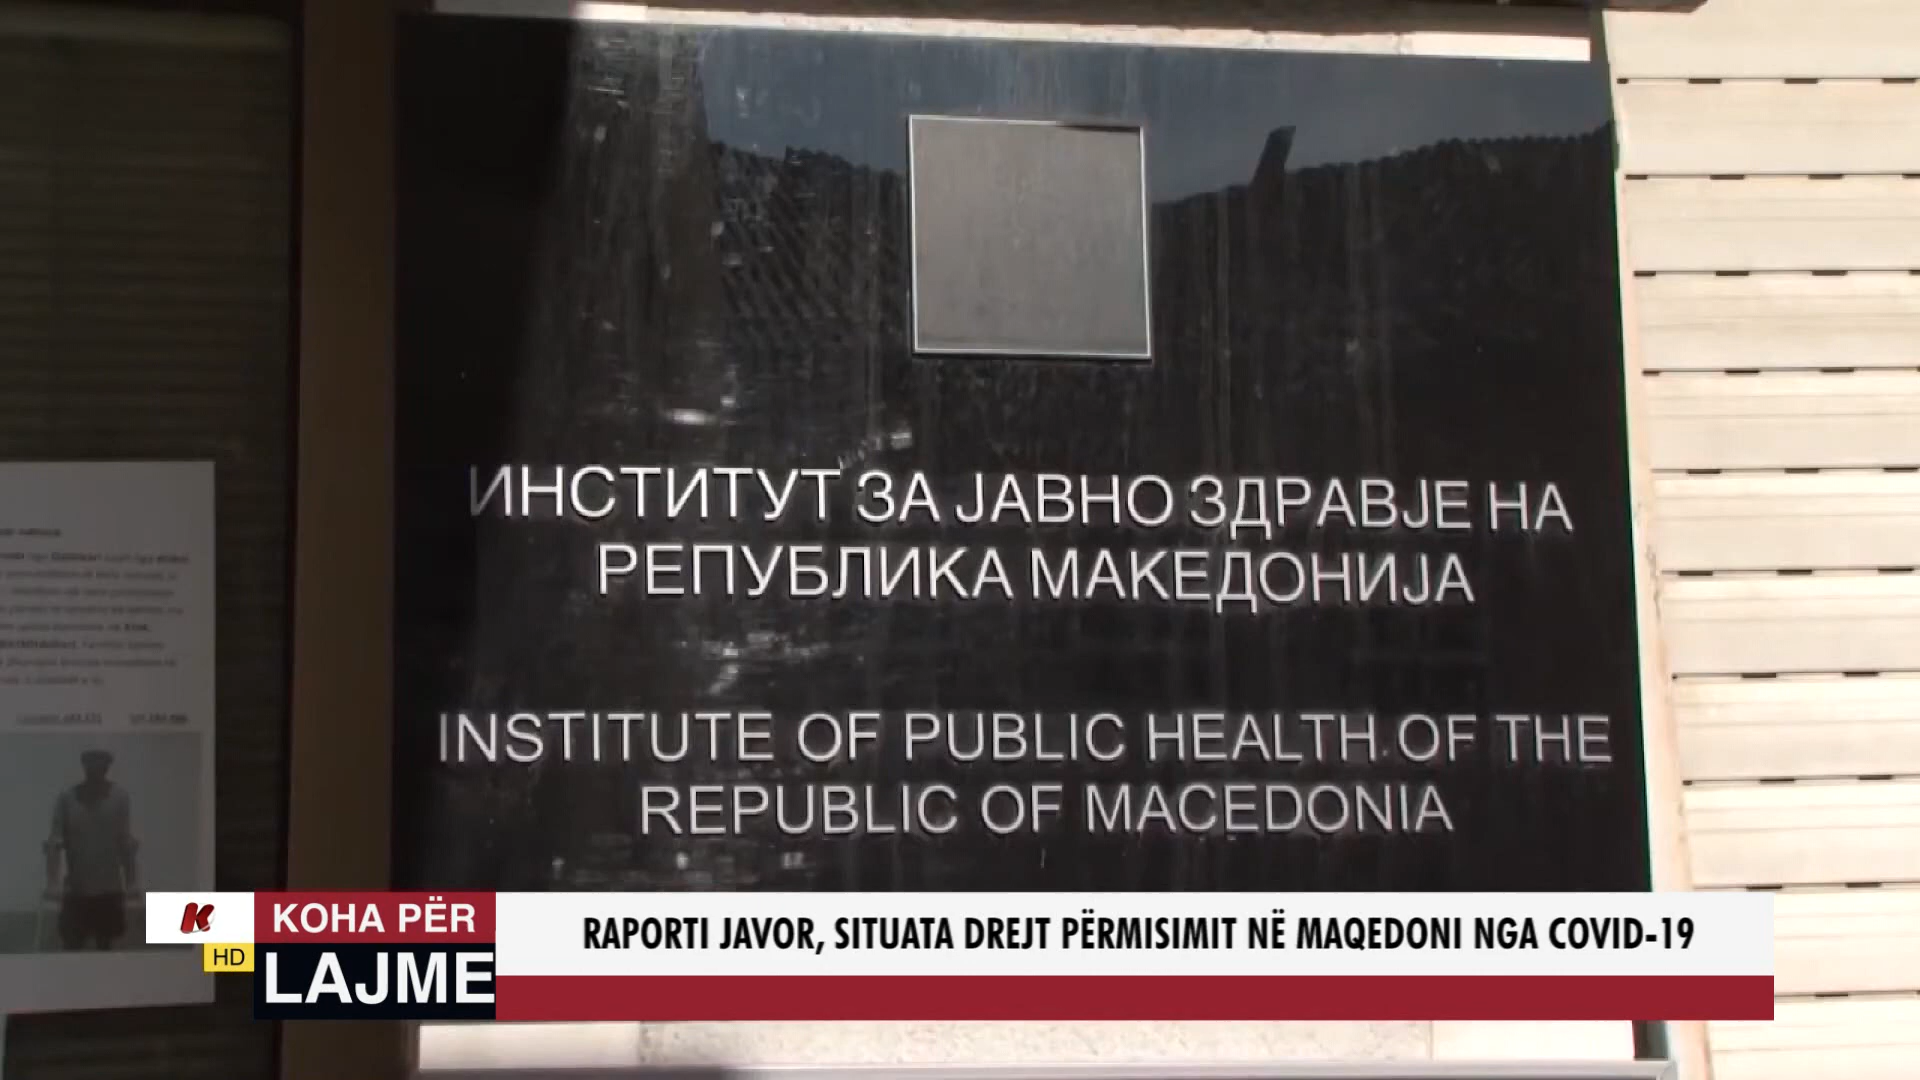 ИНСТИТУТ ЗА ЈАВНО ЗДРАВЈЕ НА
РЕПУБЛИКА МАКЕДОНИЈА
INSTITUTE OF PUBLIC HEALTH OF THE
REPUBLIC OF MACEDONIA
K
HD
KOHA PËR
LAJME
RAPORTI JAVOR, SITUATA DREJT PËRMISIMIT NË MAQEDONI NGA COVID-19